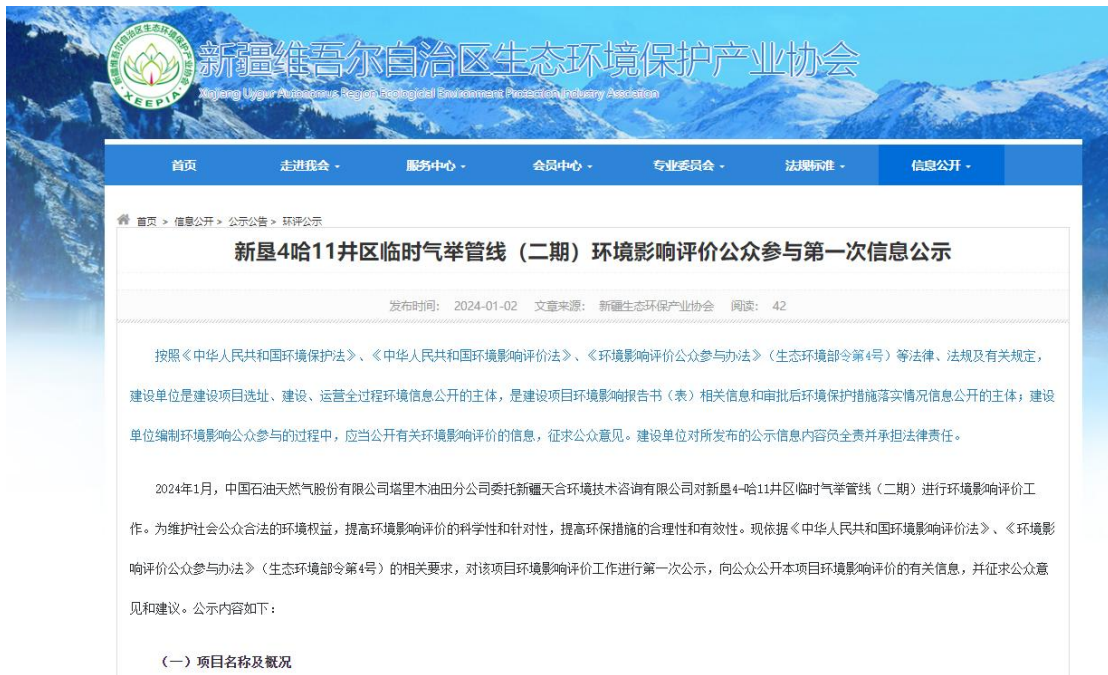 新疆维吾尔自治区生态环境保护产业协会
XEEPIA
首页 走进我会 服务中心 会员中心 专业委员会 法规标准 信息公开
首页 > 信息公开 > 公示公告 > 环评公示
新垦4哈11井区临时气举管线（二期）环境影响评价公众参与第一次信息公示
发布时间： 2024-01-02 文章来源： 新疆生态环保产业协会 阅读： 42
按照《中华人民共和国环境保护法》、《中华人民共和国环境影响评价法》、《环境影响评价公众参与办法》（生态环境部令第4号）等法律、法规及有关规定，
建设单位是建设项目选址、建设、运营全过程环境信息公开的主体，是建设项目环境影响报告书（表）相关信息和审批后环境保护措施落实情况信息公开的主体；建设
单位编制环境影响公众参与的过程中，应当公开有关环境影响评价的信息，征求公众意见。建设单位对所发布的公示信息内容负全责并承担法律责任。
2024年1月，中国石油天然气股份有限公司塔里木油田分公司委托新疆天合环境技术咨询有限公司对新垦4-哈11井区临时气举管线（二期）进行环境影响评价工
作。为维护社会公众合法的环境权益，提高环境影响评价的科学性和针对性，提高环保措施的合理性和有效性。现依据《中华人民共和国环境影响评价法》、《环境影
响评价公众参与办法》（生态环境部令第4号）的相关要求，对该项目环境影响评价工作进行第一次公示，向公众公开本项目环境影响评价的有关信息，并征求公众意
见和建议。公示内容如下：
（一）项目名称及概况